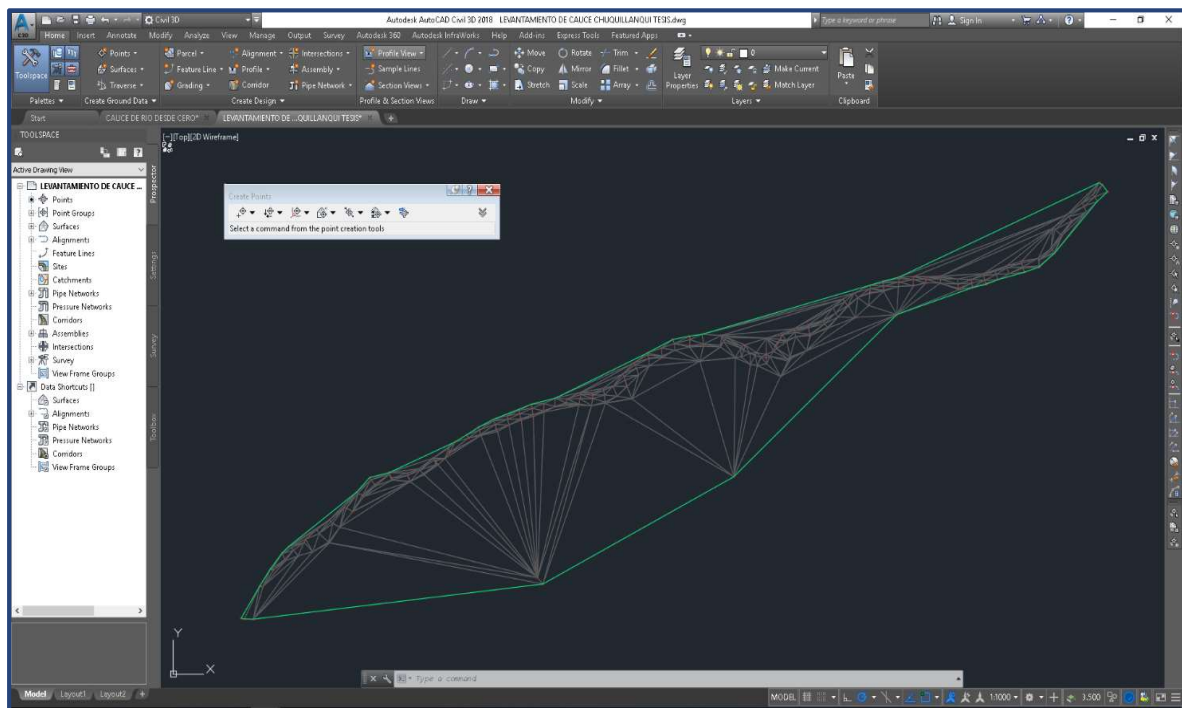 Civil 3D
Autodesk AutoCAD Civil 3D 2018 LEVANTAMIENTO DE CAUCE CHUQUILLANQUI TESIS.dwg
Type a keyword or phrase
Sign In
C3D
Home Insert Annotate Modify Analyze View Manage Output Survey Autodesk 360 Autodesk InfraWorks Help Add-ins Express Tools Featured Apps
Toolspace
Points
Surfaces
Traverse
Parcel
Feature Line
Grading
Alignment
Profile
Corridor
Intersections
Assembly
Pipe Network
Profile View
Sample Lines
Section Views
Move
Copy
Stretch
Rotate
Mirror
Scale
Trim
Fillet
Array
Layer Properties
0
Make Current
Match Layer
Paste
Palettes
Create Ground Data
Create Design
Profile & Section Views
Draw
Modify
Layers
Clipboard
Start
CAUCE DE RIO DESDE CERO*
LEVANTAMIENTO DE...QUILLANQUI TESIS*
TOOLSPACE
[-][Top][2D Wireframe]
Active Drawing View
LEVANTAMIENTO DE CAUCE ...
Points
Point Groups
Surfaces
Alignments
Feature Lines
Sites
Catchments
Pipe Networks
Pressure Networks
Corridors
Assemblies
Intersections
Survey
View Frame Groups
Data Shortcuts []
Surfaces
Alignments
Pipe Networks
Pressure Networks
Corridors
View Frame Groups
Prospector
Settings
Survey
Toolbox
Create Points
Select a command from the point creation tools
Y
X
Type a command
Model Layout1 Layout2 +
MODEL
1:1000
3.500